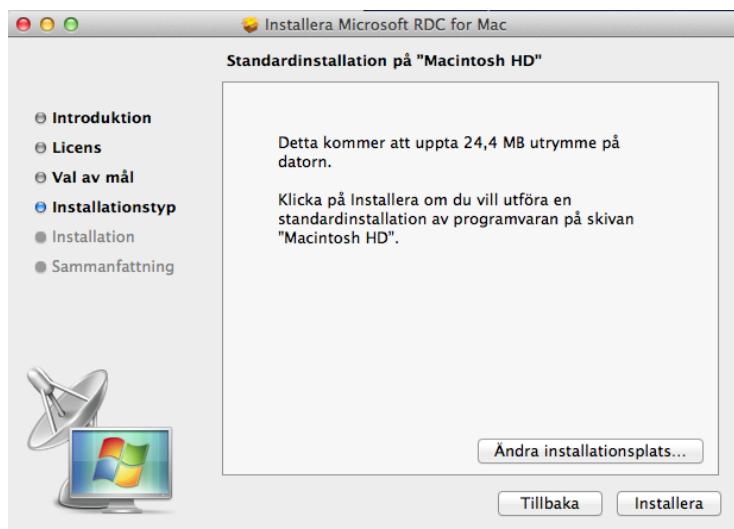 Installera Microsoft RDC for Mac
Standardinstallation på "Macintosh HD"
Introduktion
Licens
Val av mål
Installationstyp
Installation
Sammanfattning
Detta kommer att uppta 24,4 MB utrymme på
datorn.
Klicka på Installera om du vill utföra en
standardinstallation av programvaran på skivan
"Macintosh HD".
Ändra installationsplats...
Tillbaka
Installera